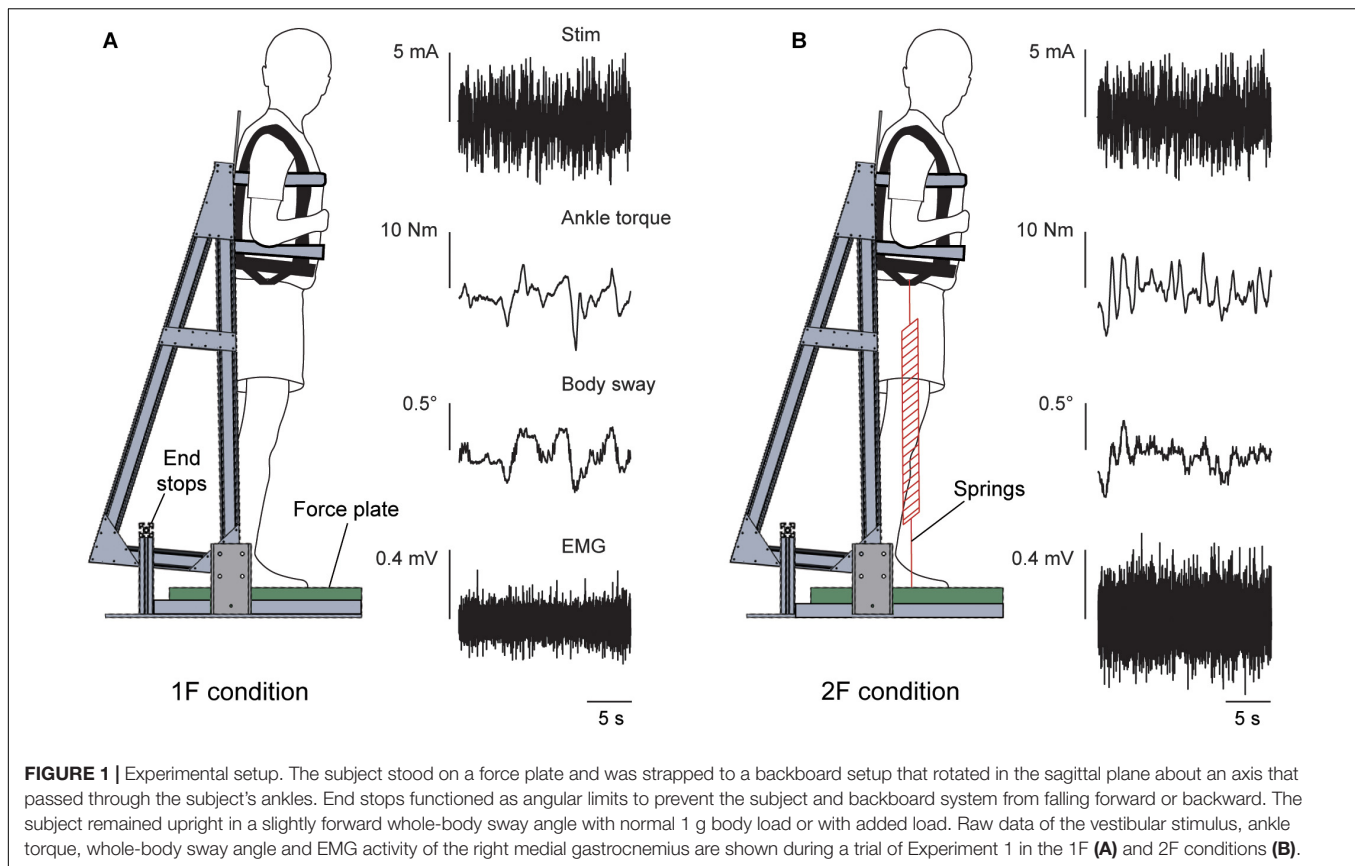 A
Stim
5 mA
Ankle torque
10 Nm
Body sway
0.5°
End
stops
Force plate
EMG
0.4 mV
1F condition
5 s
B
5 mA
10 Nm
0.5°
Springs
0.4 mV
2F condition
5 s
FIGURE 1 | Experimental setup. The subject stood on a force plate and was strapped to a backboard setup that rotated in the sagittal plane about an axis that
passed through the subject's ankles. End stops functioned as angular limits to prevent the subject and backboard system from falling forward or backward. The
subject remained upright in a slightly forward whole-body sway angle with normal 1 g body load or with added load. Raw data of the vestibular stimulus, ankle
torque, whole-body sway angle and EMG activity of the right medial gastrocnemius are shown during a trial of Experiment 1 in the 1F (A) and 2F conditions (B).